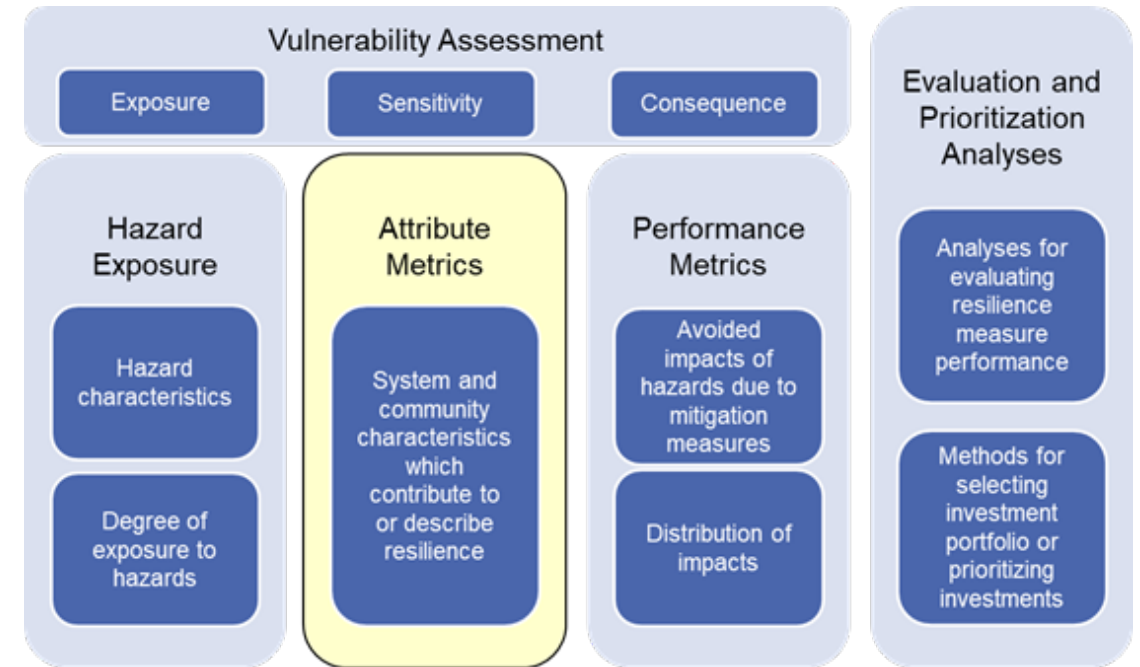 Vulnerability Assessment
Exposure
Sensitivity
Consequence
Hazard
Exposure
Hazard
characteristics
Degree of
exposure to
hazards
Attribute
Metrics
System and
community
characteristics
which
contribute to
or describe
resilience
Performance
Metrics
Avoided
impacts of
hazards due to
mitigation
measures
Distribution of
impacts
Evaluation and
Prioritization
Analyses
Analyses for
evaluating
resilience
measure
performance
Methods for
selecting
investment
portfolio or
prioritizing
investments